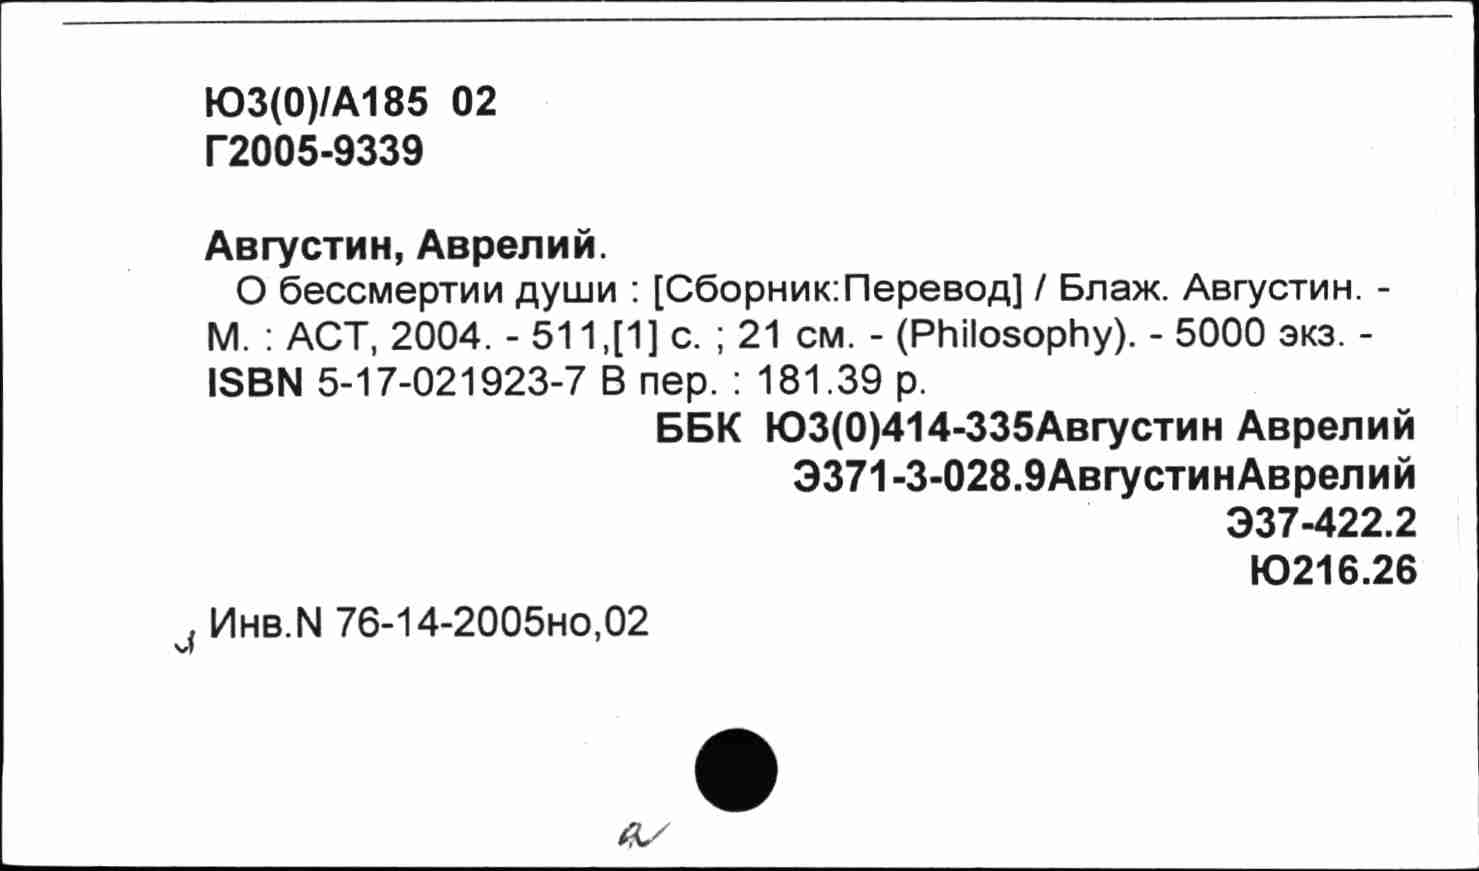 Ю3(0)/А185 02
Г2005-9339
Августин, Аврелий.
О бессмертии души : [Сборник:Перевод] / Блаж. Августин. -
М. : АСТ, 2004. - 511,[1] с. ; 21 см. - (Philosophy). - 5000 экз. -
ISBN 5-17-021923-7 В пер. : 181.39 р.
ББК Ю3(0)414-335Августин Аврелий
Э371-3-028.9АвгустинАврелий
Э37-422.2
Ю216.26
Инв.N 76-14-2005но,02